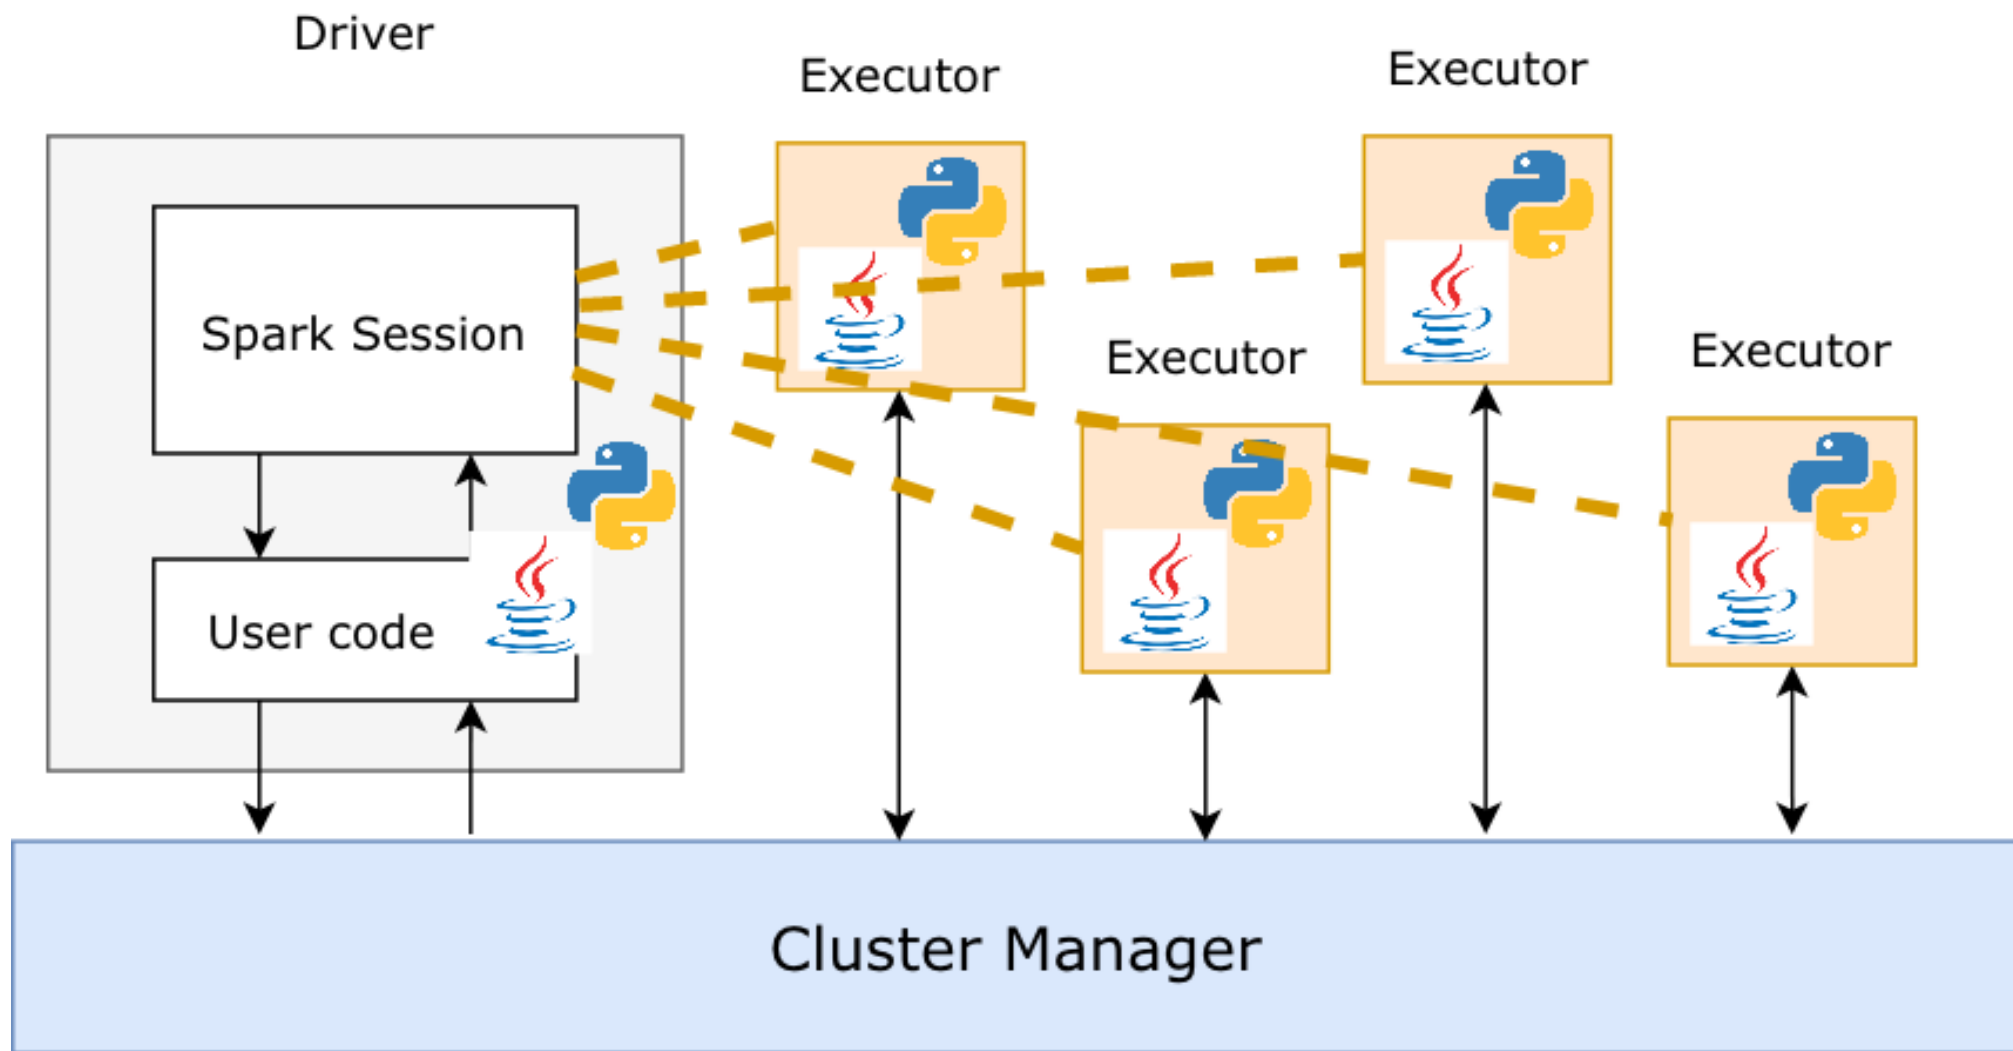 Driver
Executor
Executor
Spark Session
Executor
Executor
User code
Cluster Manager